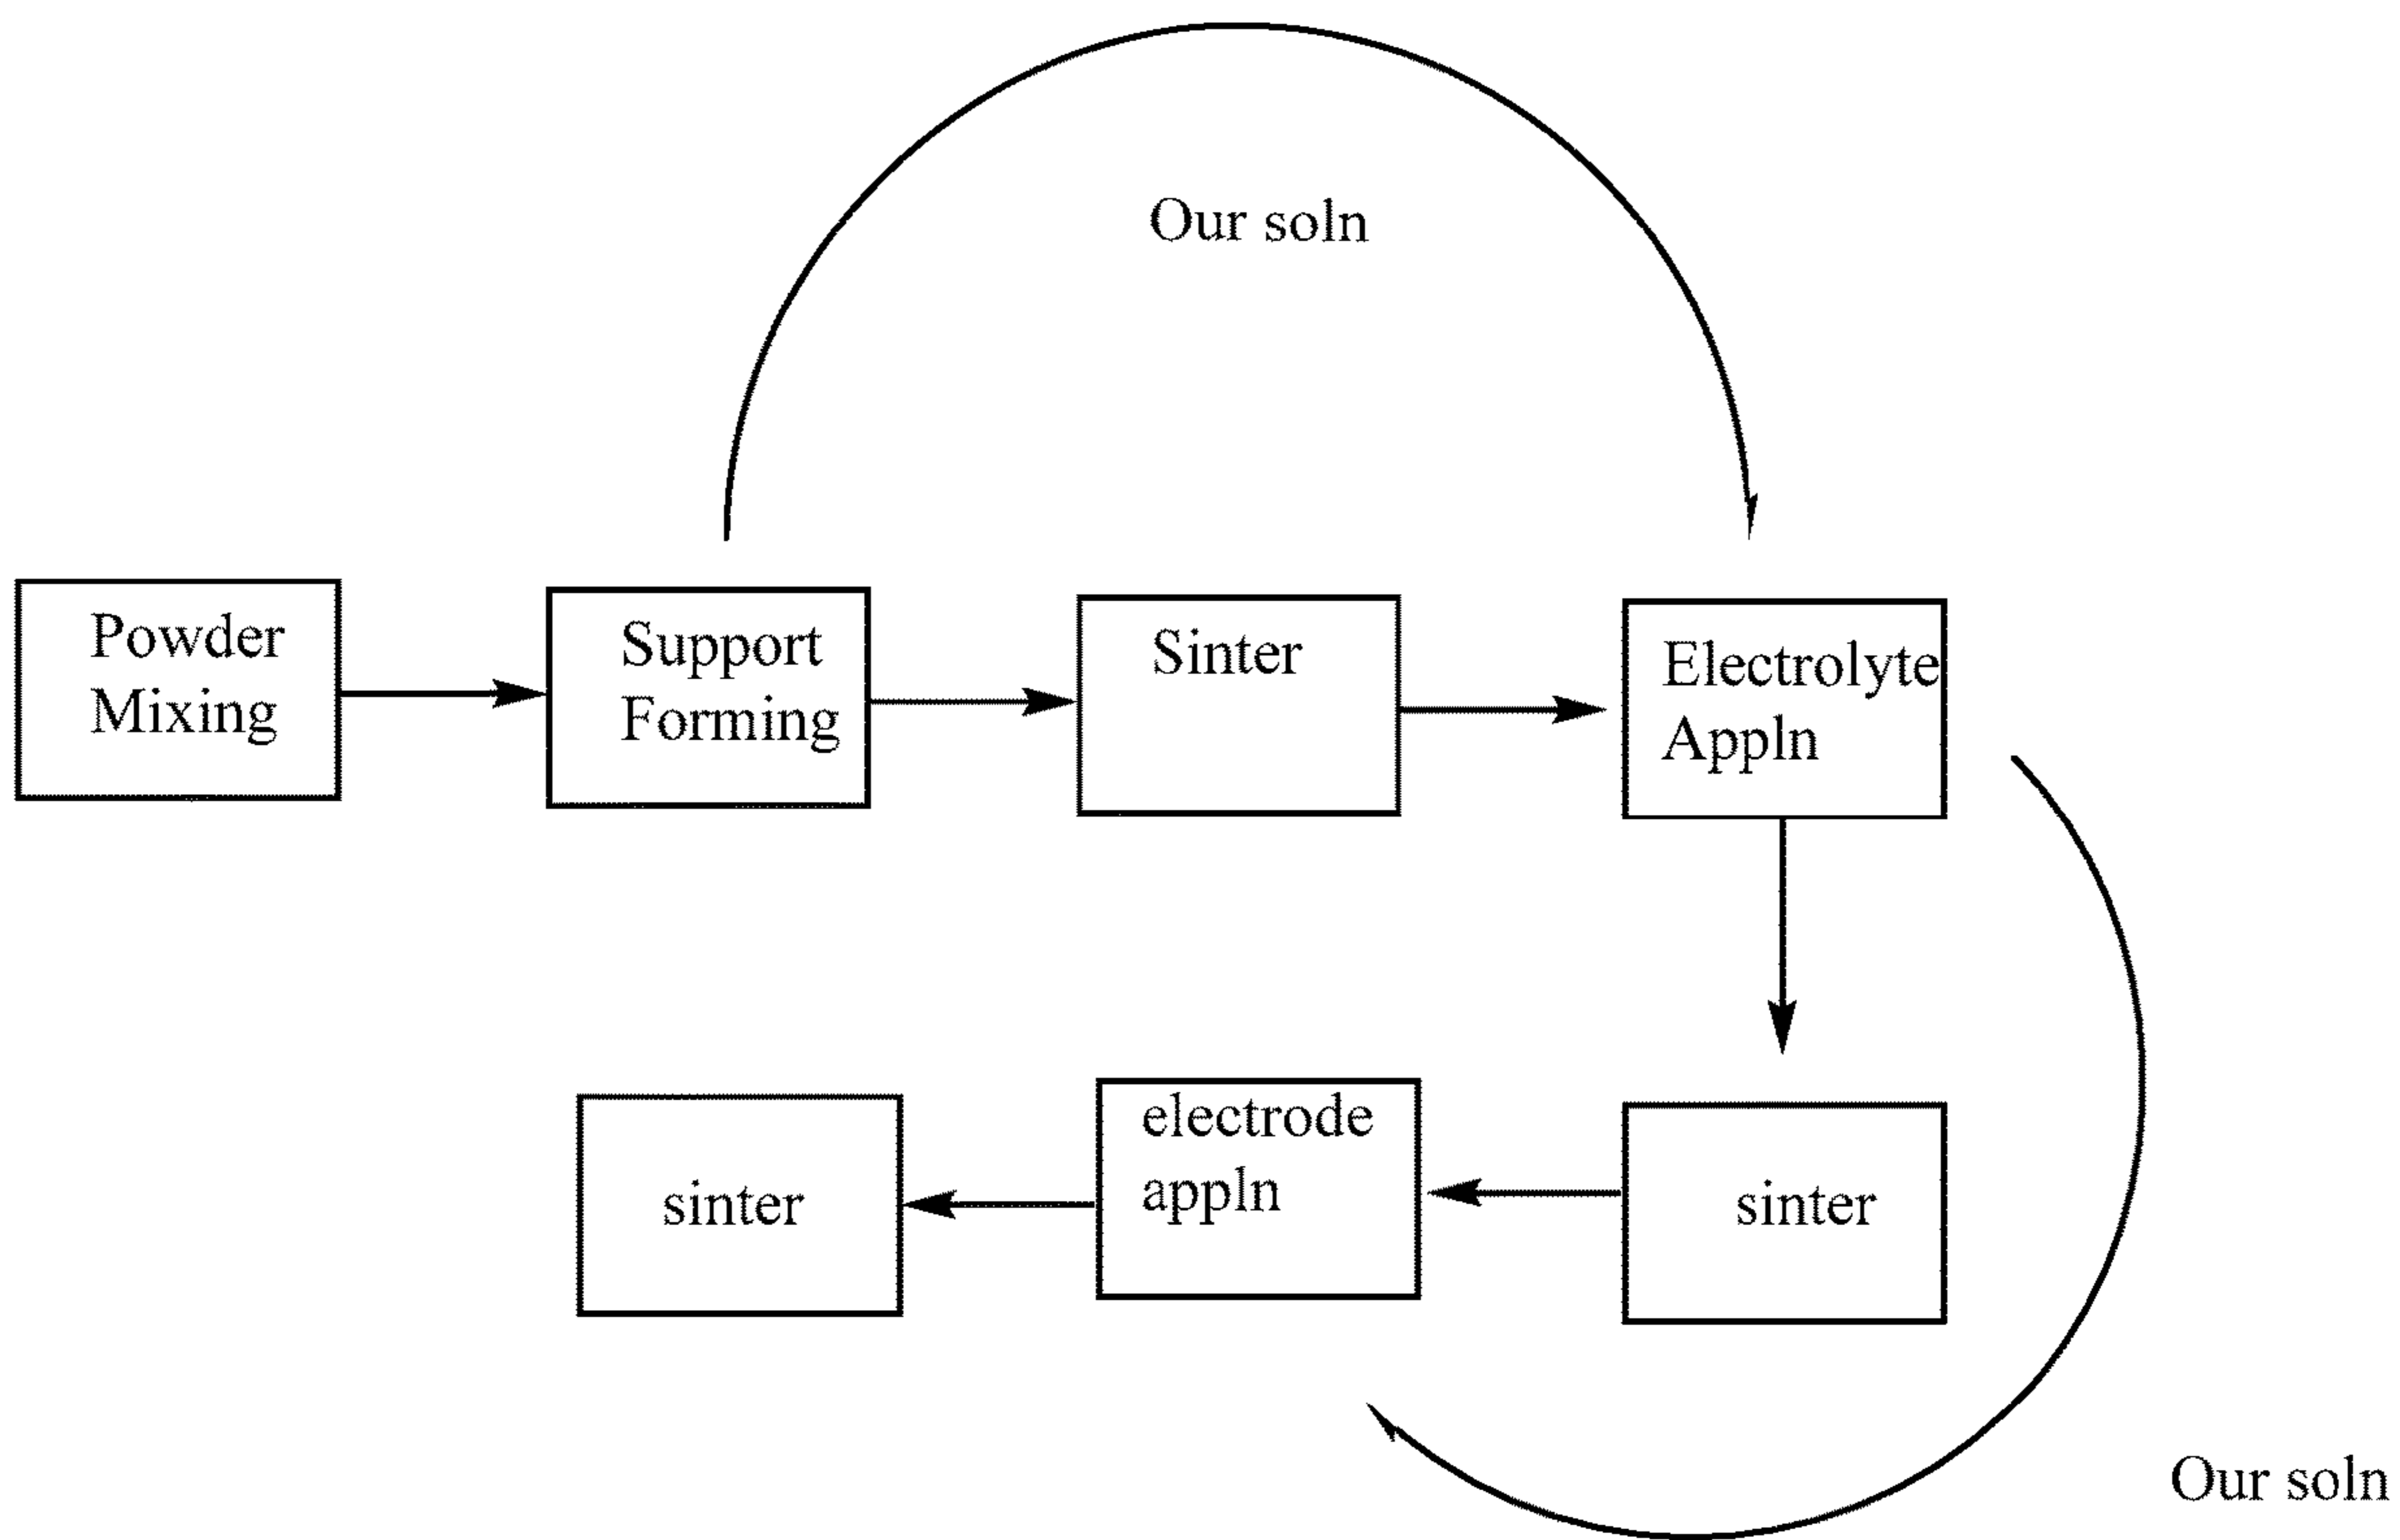 Our soln
Powder
Mixing
Support
Forming
Sinter
Electrolyte
Appln
sinter
electrode
appln
sinter
Our soln